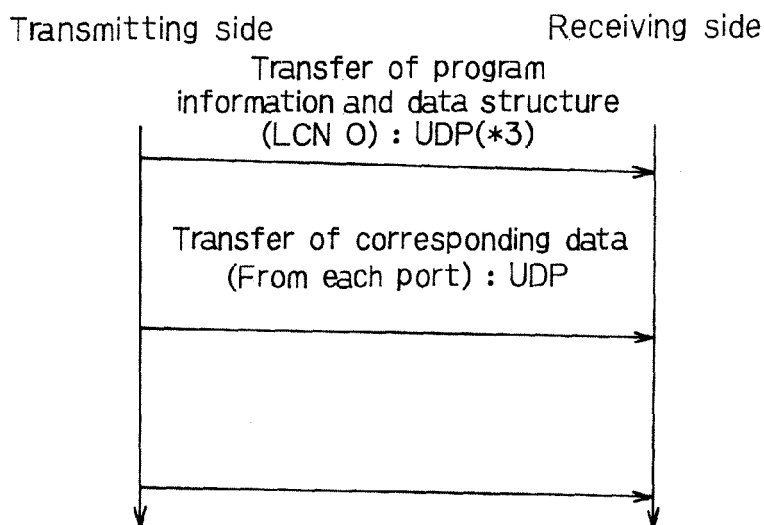 Transmitting side
Receiving side
Transfer of program
information and data structure
(LCN 0) : UDP(*3)
Transfer of corresponding data
(From each port) : UDP